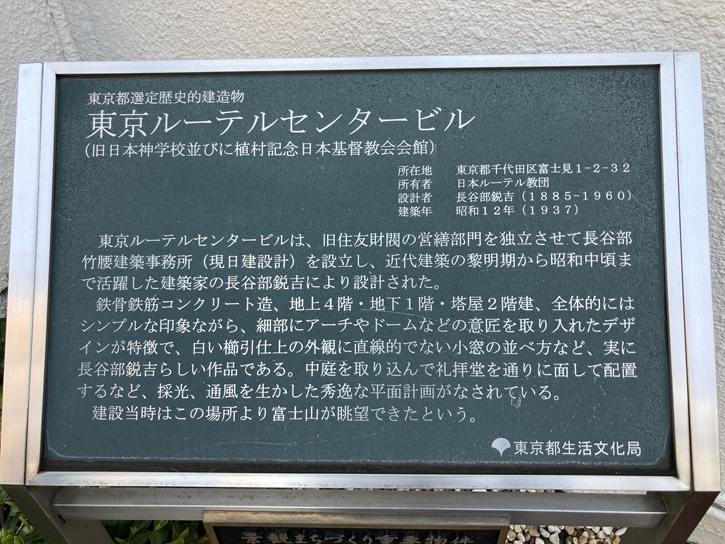 東京都選定歴史的建造物
東京ルーテルセンタービル
(旧日本神学校並びに植村記念日本基督教会会館)
所在地 東京都千代田区富士見1-2-32
所有者 日本ルーテル教団
設計者 長谷部鋭吉(1885-1960)
建築年 昭和12年(1937)
東京ルーテルセンタービルは、旧住友財閥の営繕部門を独立させて長谷部
竹腰建築事務所(現日建設計)を設立し、近代建築の黎明期から昭和中頃ま
で活躍した建築家の長谷部鋭吉により設計された。
鉄骨鉄筋コンクリート造、地上4階・地下1階・塔屋2階建、全体的には
シンプルな印象ながら、細部にアーチやドームなどの意匠を取り入れたデザ
インが特徴で、白い櫛引仕上の外観に直線的でない小窓の並べ方など、実に
長谷部鋭吉らしい作品である。中庭を取り込んで礼拝堂を通りに面して配置
するなど、採光、通風を生かした秀逸な平面計画がなされている。
建設当時はこの場所より富士山が眺望できたという。
東京都生活文化局
景観まちづくり重要物件